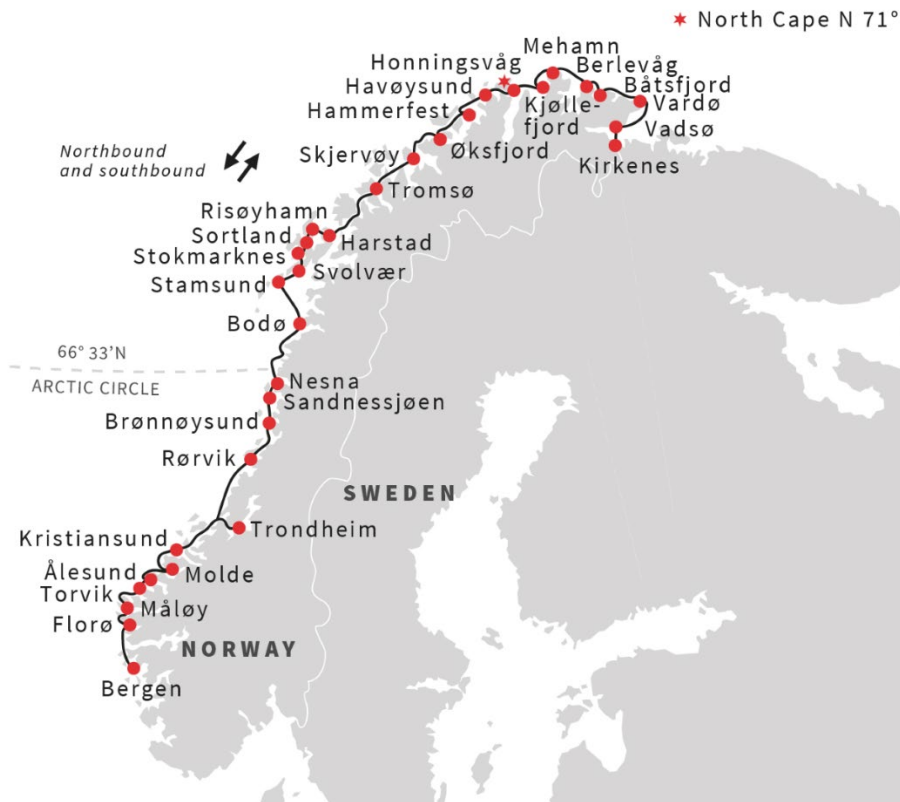 ★ North Cape N 71°
Mehamn
Honningsvåg
Berlevåg
Havøysund
Båtsfjord
Hammerfest
Kjølle-
fjord
Vardø
Vadsø
Øksfjord
Skjervøy
Kirkenes
Northbound
and southbound
Tromsø
Risøyhamn
Sortland
Harstad
Stokmarknes
Svolvær
Stamsund
Bodø
66° 33’N
ARCTIC CIRCLE
Nesna
Sandnessjøen
Brønnøysund
Rørvik
SWEDEN
Trondheim
Kristiansund
Ålesund
Molde
Torvik
Måløy
Florø
NORWAY
Bergen